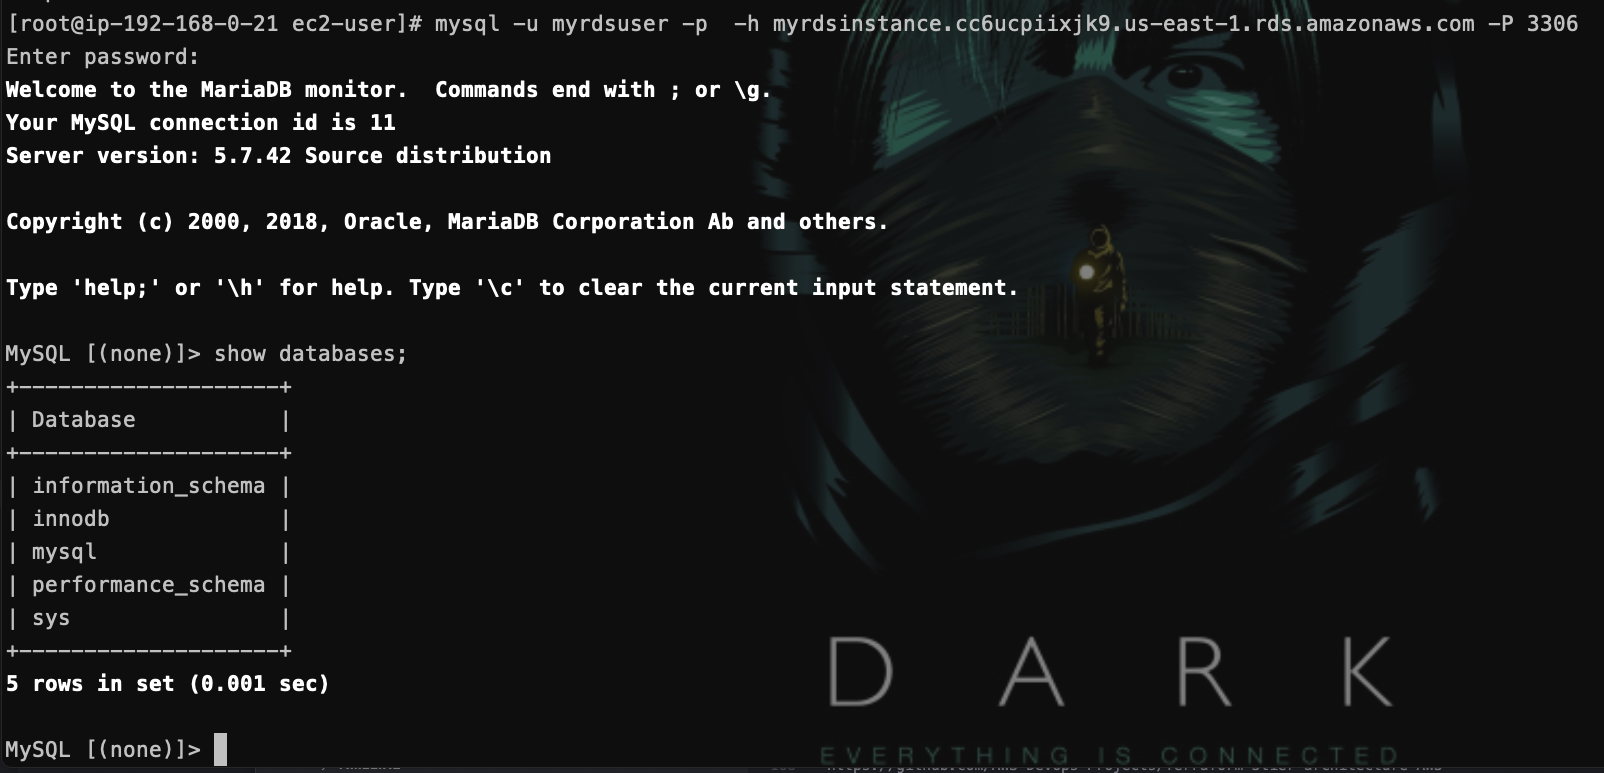 [root@ip-192-168-0-21 ec2-user]# mysql -u myrdsuser -p  -h myrdsinstance.cc6ucpiixjk9.us-east-1.rds.amazonaws.com -P 3306
Enter password:
Welcome to the MariaDB monitor.  Commands end with ; or \g.
Your MySQL connection id is 11
Server version: 5.7.42 Source distribution
Copyright (c) 2000, 2018, Oracle, MariaDB Corporation Ab and others.
Type 'help;' or '\h' for help. Type '\c' to clear the current input statement.
MySQL [(none)]> show databases;
+--------------------+
| Database           |
+--------------------+
| information_schema |
| innodb             |
| mysql              |
| performance_schema |
| sys                |
+--------------------+
5 rows in set (0.001 sec)
MySQL [(none)]>
DARK
EVERYTHING IS CONNECTED